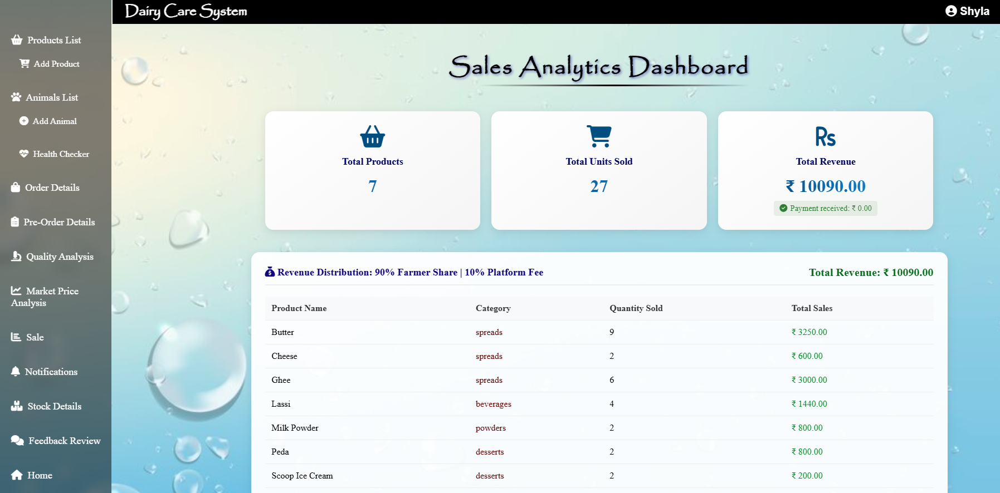 Dairy Care System
Shyla
Products List
Add Product
Animals List
Add Animal
Health Checker
Order Details
Pre-Order Details
Quality Analysis
Market Price
Analysis
Sale
Notifications
Stock Details
Feedback Review
Home
Sales Analytics Dashboard
Total Products
7
Total Units Sold
27
Rs
Total Revenue
₹ 10090.00
Payment received: ₹ 0.00
Revenue Distribution: 90% Farmer Share | 10% Platform Fee
Total Revenue: ₹ 10090.00
Product Name Category Quantity Sold Total Sales
Butter spreads 9 ₹ 3250.00
Cheese spreads 2 ₹ 600.00
Ghee spreads 6 ₹ 3000.00
Lassi beverages 4 ₹ 1440.00
Milk Powder powders 2 ₹ 800.00
Peda desserts 2 ₹ 800.00
Scoop Ice Cream desserts 2 ₹ 200.00